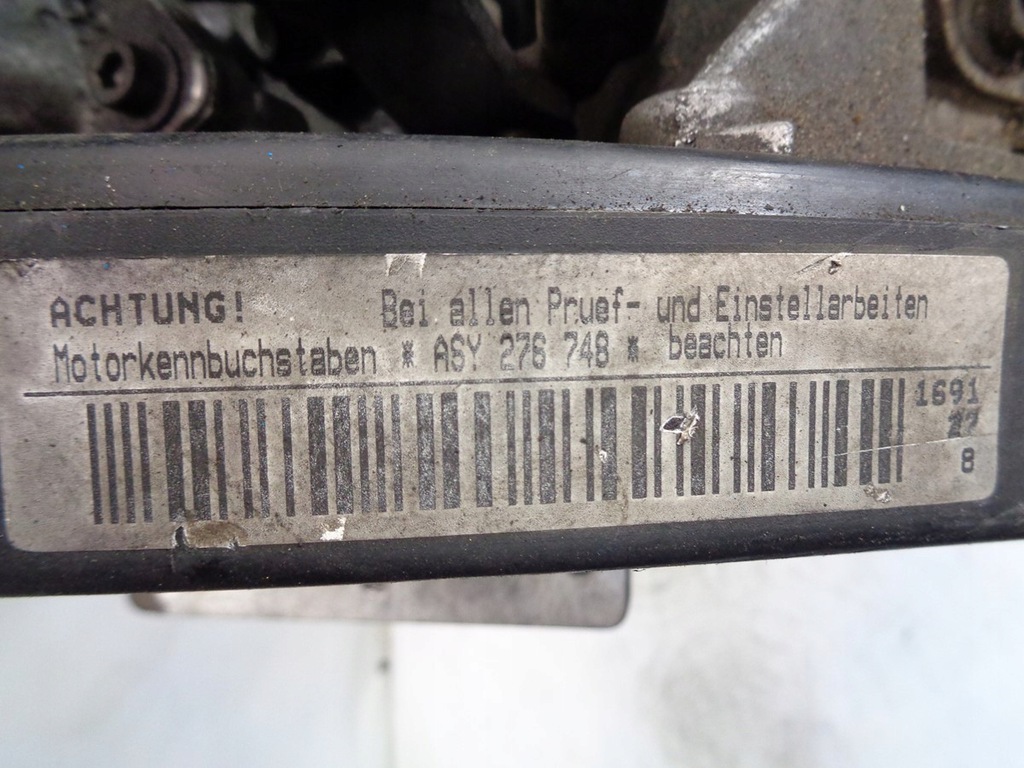 ACHTUNG! Bei allen Pruef- und Einstellarbeiten
Motorkennbuchstaben * ASY 276 748 * beachten
1691
8